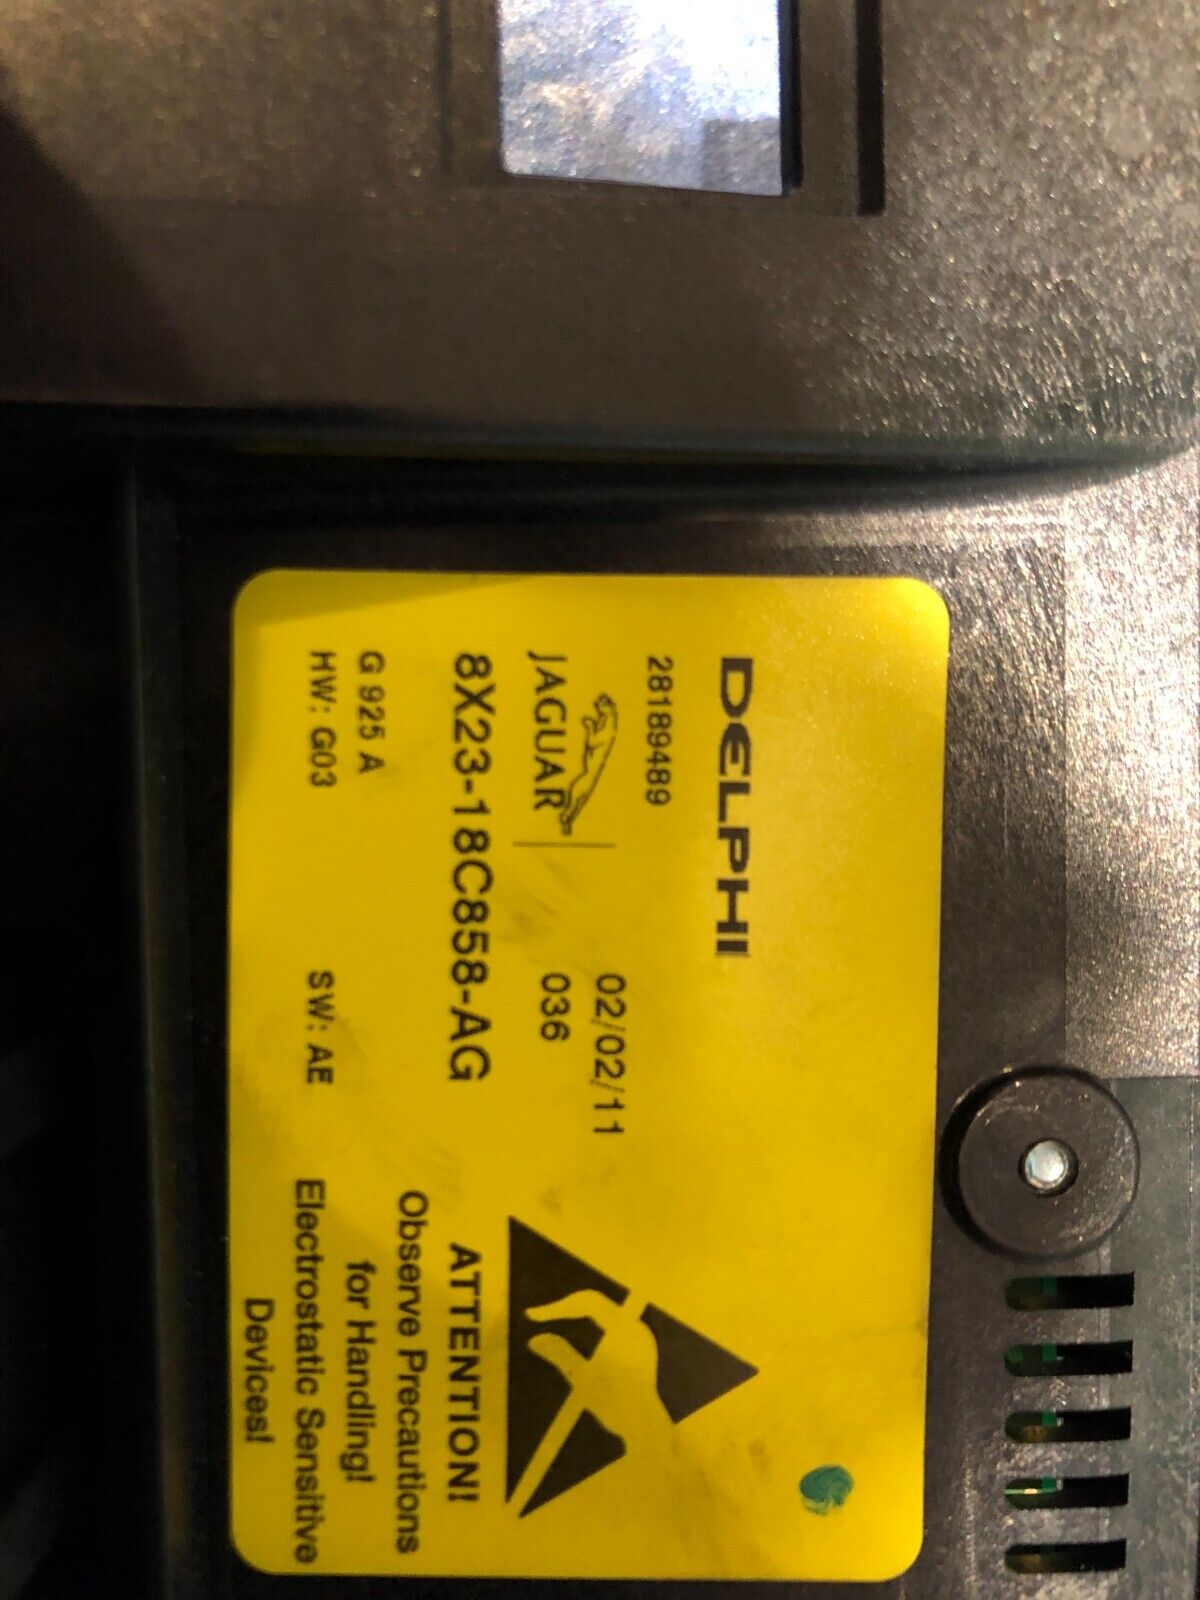 DELPHI
28189489
02/02/11
JAGUAR
036
8X23-18C858-AG
G 925 A
HW: G03
SW: AE
ATTENTION!
Observe Precautions
for Handling!
Electrostatic Sensitive
Devices!